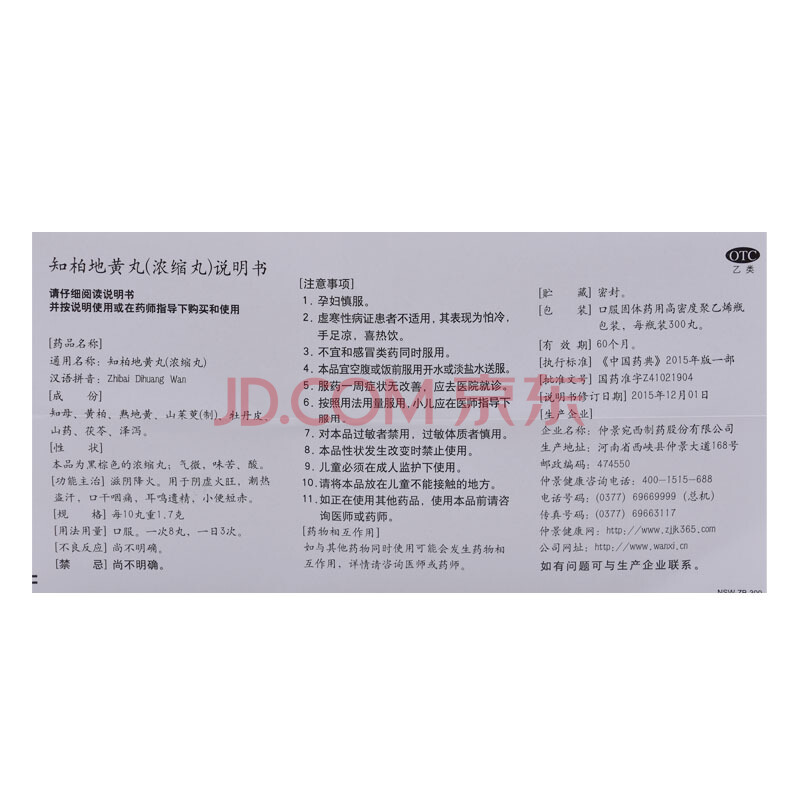 知柏地黄丸(浓缩丸)说明书
请仔细阅读说明书
并按说明使用或在药师指导下购买和使用
[药品名称]
通用名称：知柏地黄丸(浓缩丸)
汉语拼音：Zhibai Dihuang Wan
[成　份]
知母、黄柏、熟地黄、山茱萸(制)、牡丹皮、
山药、茯苓、泽泻。
[性　状]
本品为黑棕色的浓缩丸；气微，味苦、酸。
[功能主治] 滋阴降火。用于阴虚火旺，潮热
盗汗，口干咽痛，耳鸣遗精，小便短赤。
[规　格] 每10丸重1.7克
[用法用量] 口服。一次8丸，一日3次。
[不良反应] 尚不明确。
[禁　忌] 尚不明确。
[注意事项]
1．孕妇慎服。
2．虚寒性病证患者不适用，其表现为怕冷，
手足凉，喜热饮。
3．不宜和感冒类药同时服用。
4．本品宜空腹或饭前服用开水或淡盐水送服。
5．服药一周症状无改善，应去医院就诊。
6．按照用法用量服用，小儿应在医师指导下
服用。
7．对本品过敏者禁用，过敏体质者慎用。
8．本品性状发生改变时禁止使用。
9．儿童必须在成人监护下使用。
10．请将本品放在儿童不能接触的地方。
11．如正在使用其他药品，使用本品前请咨
询医师或药师。
[药物相互作用]
如与其他药物同时使用可能会发生药物相
互作用，详情请咨询医师或药师。
OTC
乙类
[贮　藏] 密封。
[包　装] 口服固体药用高密度聚乙烯瓶
包装，每瓶装300丸。
[有 效 期] 60个月。
[执行标准] 《中国药典》2015年版一部
[批准文号] 国药准字Z41021904
[说明书修订日期] 2015年12月01日
[生产企业]
企业名称：仲景宛西制药股份有限公司
生产地址：河南省西峡县仲景大道168号
邮政编码：474550
仲景健康咨询电话：400-1515-688
电话号码：(0377) 69669999 (总机)
传真号码：(0377) 69663117
仲景健康网：http://www.zjjk365.com
公司网址：http://www.wanxi.cn
如有问题可与生产企业联系。
JD.COM 京东